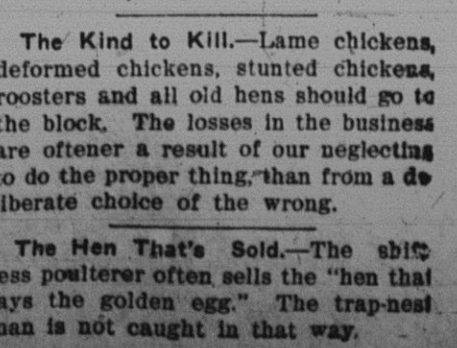 The Kind to Kill.—Lame chickens,
deformed chickens, stunted chickens,
roosters and all old hens should go to
the block. The losses in the business
are oftener a result of our neglecting
to do the proper thing, than from a de
liberate choice of the wrong.
The Hen That's Sold.—The
ess poulterer often sells the "hen that
ays the golden egg." The trap-nest
man is not caught in that way.